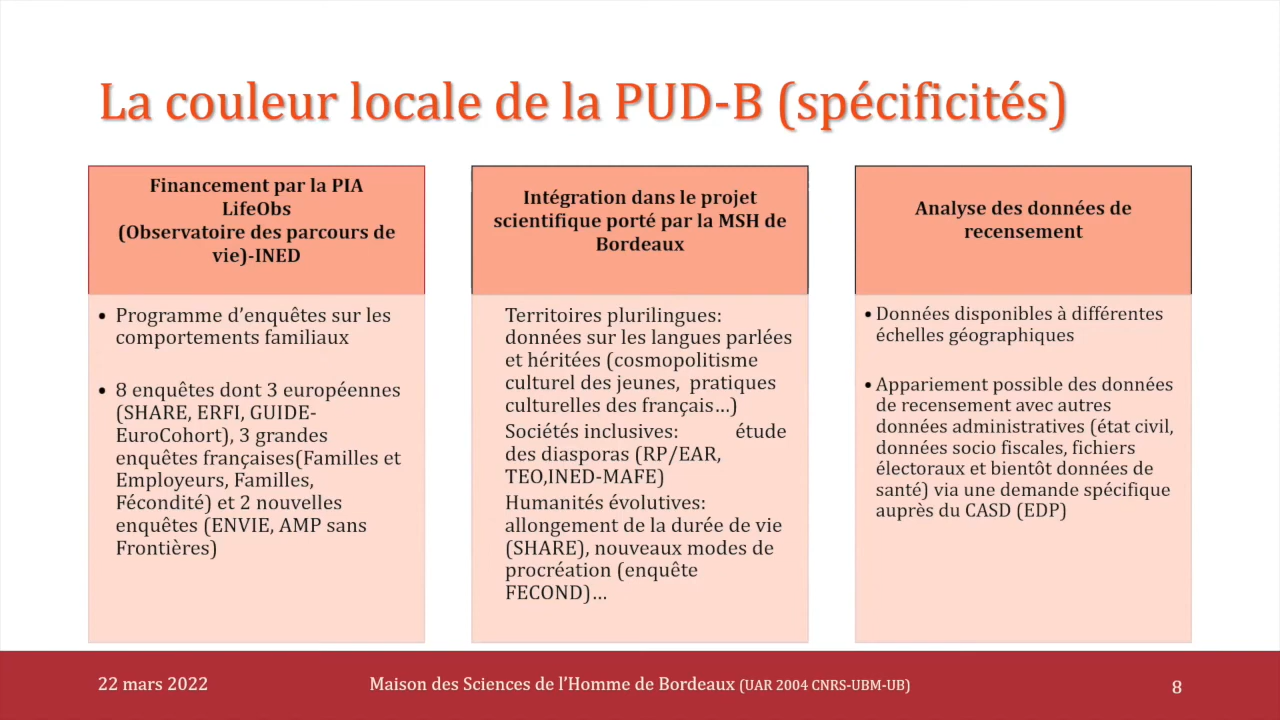 La couleur locale de la PUD-B (spécificités)
Financement par la PIA
LifeObs
(Observatoire des parcours de
vie)-INED
• Programme d'enquêtes sur les
comportements familiaux
• 8 enquêtes dont 3 européennes
(SHARE, ERFI, GUIDE-
EuroCohort), 3 grandes
enquêtes françaises(Familles et
Employeurs, Familles,
Fécondité) et 2 nouvelles
enquêtes (ENVIE, AMP sans
Frontières)
Intégration dans le projet
scientifique porté par la MSH de
Bordeaux
Territoires plurilingues:
données sur les langues parlées
et héritées (cosmopolitisme
culturel des jeunes, pratiques
culturelles des français…)
Sociétés inclusives: étude
des diasporas (RP/EAR,
TEO,INED-MAFE)
Humanités évolutives:
allongement de la durée de vie
(SHARE), nouveaux modes de
procréation (enquête
FECOND)…
Analyse des données de
recensement
• Données disponibles à différentes
échelles géographiques
• Appariement possible des données
de recensement avec autres
données administratives (état civil,
données socio fiscales, fichiers
électoraux et bientôt données de
santé) via une demande spécifique
auprès du CASD (EDP)
22 mars 2022
Maison des Sciences de l'Homme de Bordeaux (UAR 2004 CNRS-UBM-UB)
8